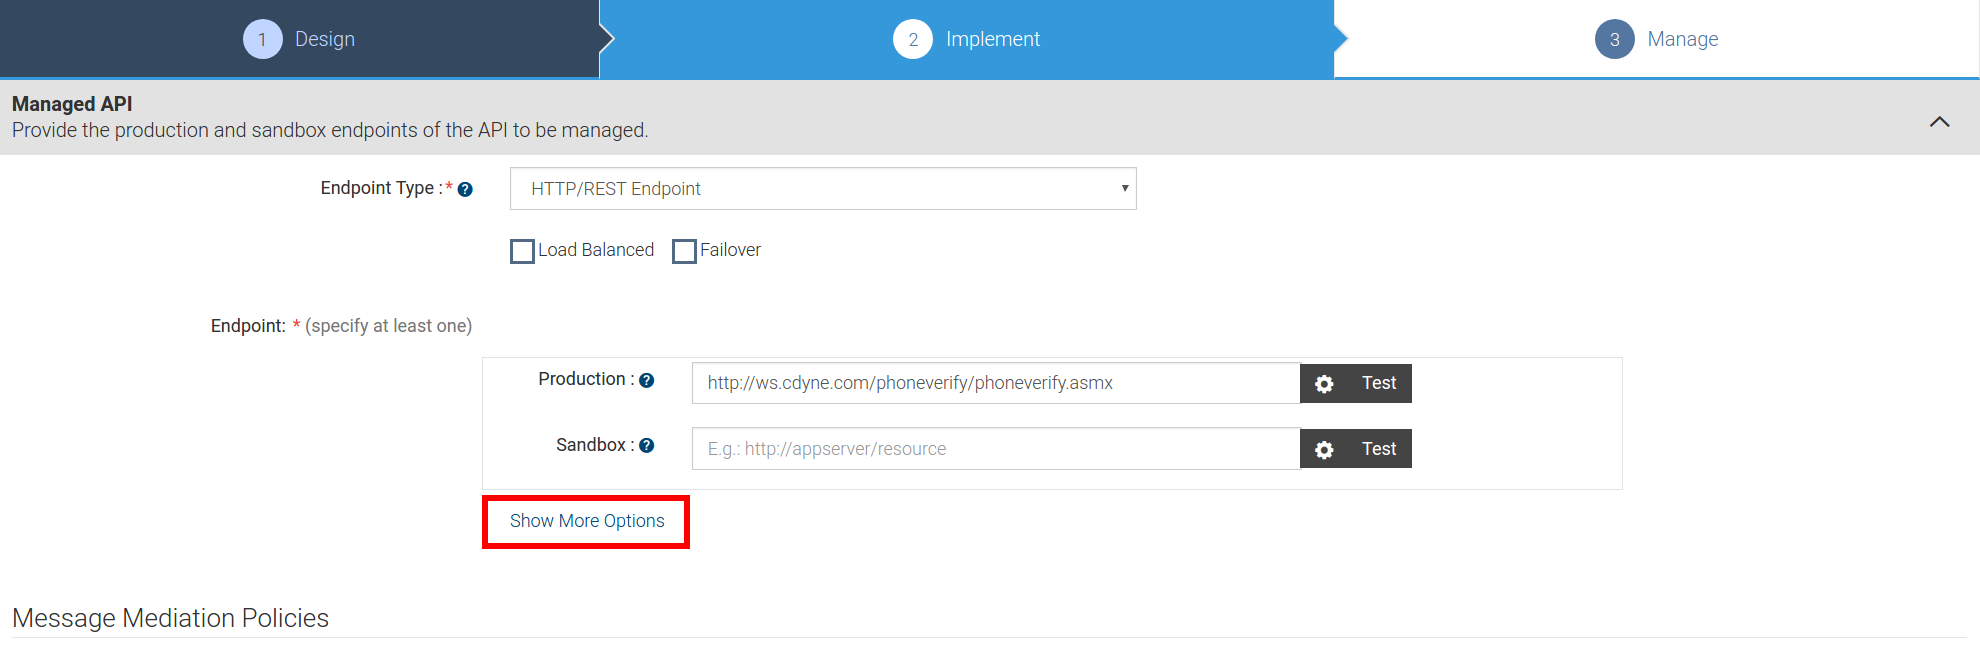 1 Design 2 Implement 3 Manage
Managed API
Provide the production and sandbox endpoints of the API to be managed.
Endpoint Type :* ? HTTP/REST Endpoint
Load Balanced Failover
Endpoint: * (specify at least one)
Production : ? http://ws.cdyne.com/phoneverify/phoneverify.asmx Test
Sandbox : ? E.g.: http://appserver/resource Test
Show More Options
Message Mediation Policies